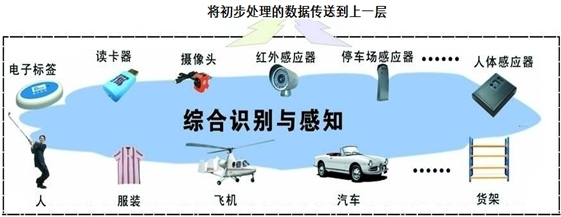 将初步处理的数据传送到上一层
电子标签 读卡器 摄像头 红外感应器 停车场感应器 …… 人体感应器
综合识别与感知
人 服装 飞机 汽车 …… 货架